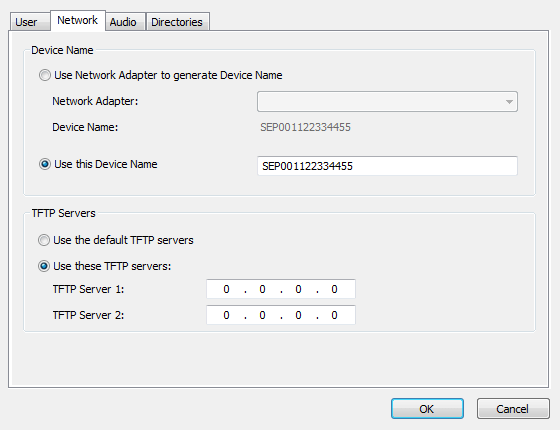 User Network Audio Directories
Device Name
Use Network Adapter to generate Device Name
Network Adapter:
Device Name: SEP001122334455
Use this Device Name SEP001122334455
TFTP Servers
Use the default TFTP servers
Use these TFTP servers:
TFTP Server 1: 0 . 0 . 0 . 0
TFTP Server 2: 0 . 0 . 0 . 0
OK Cancel